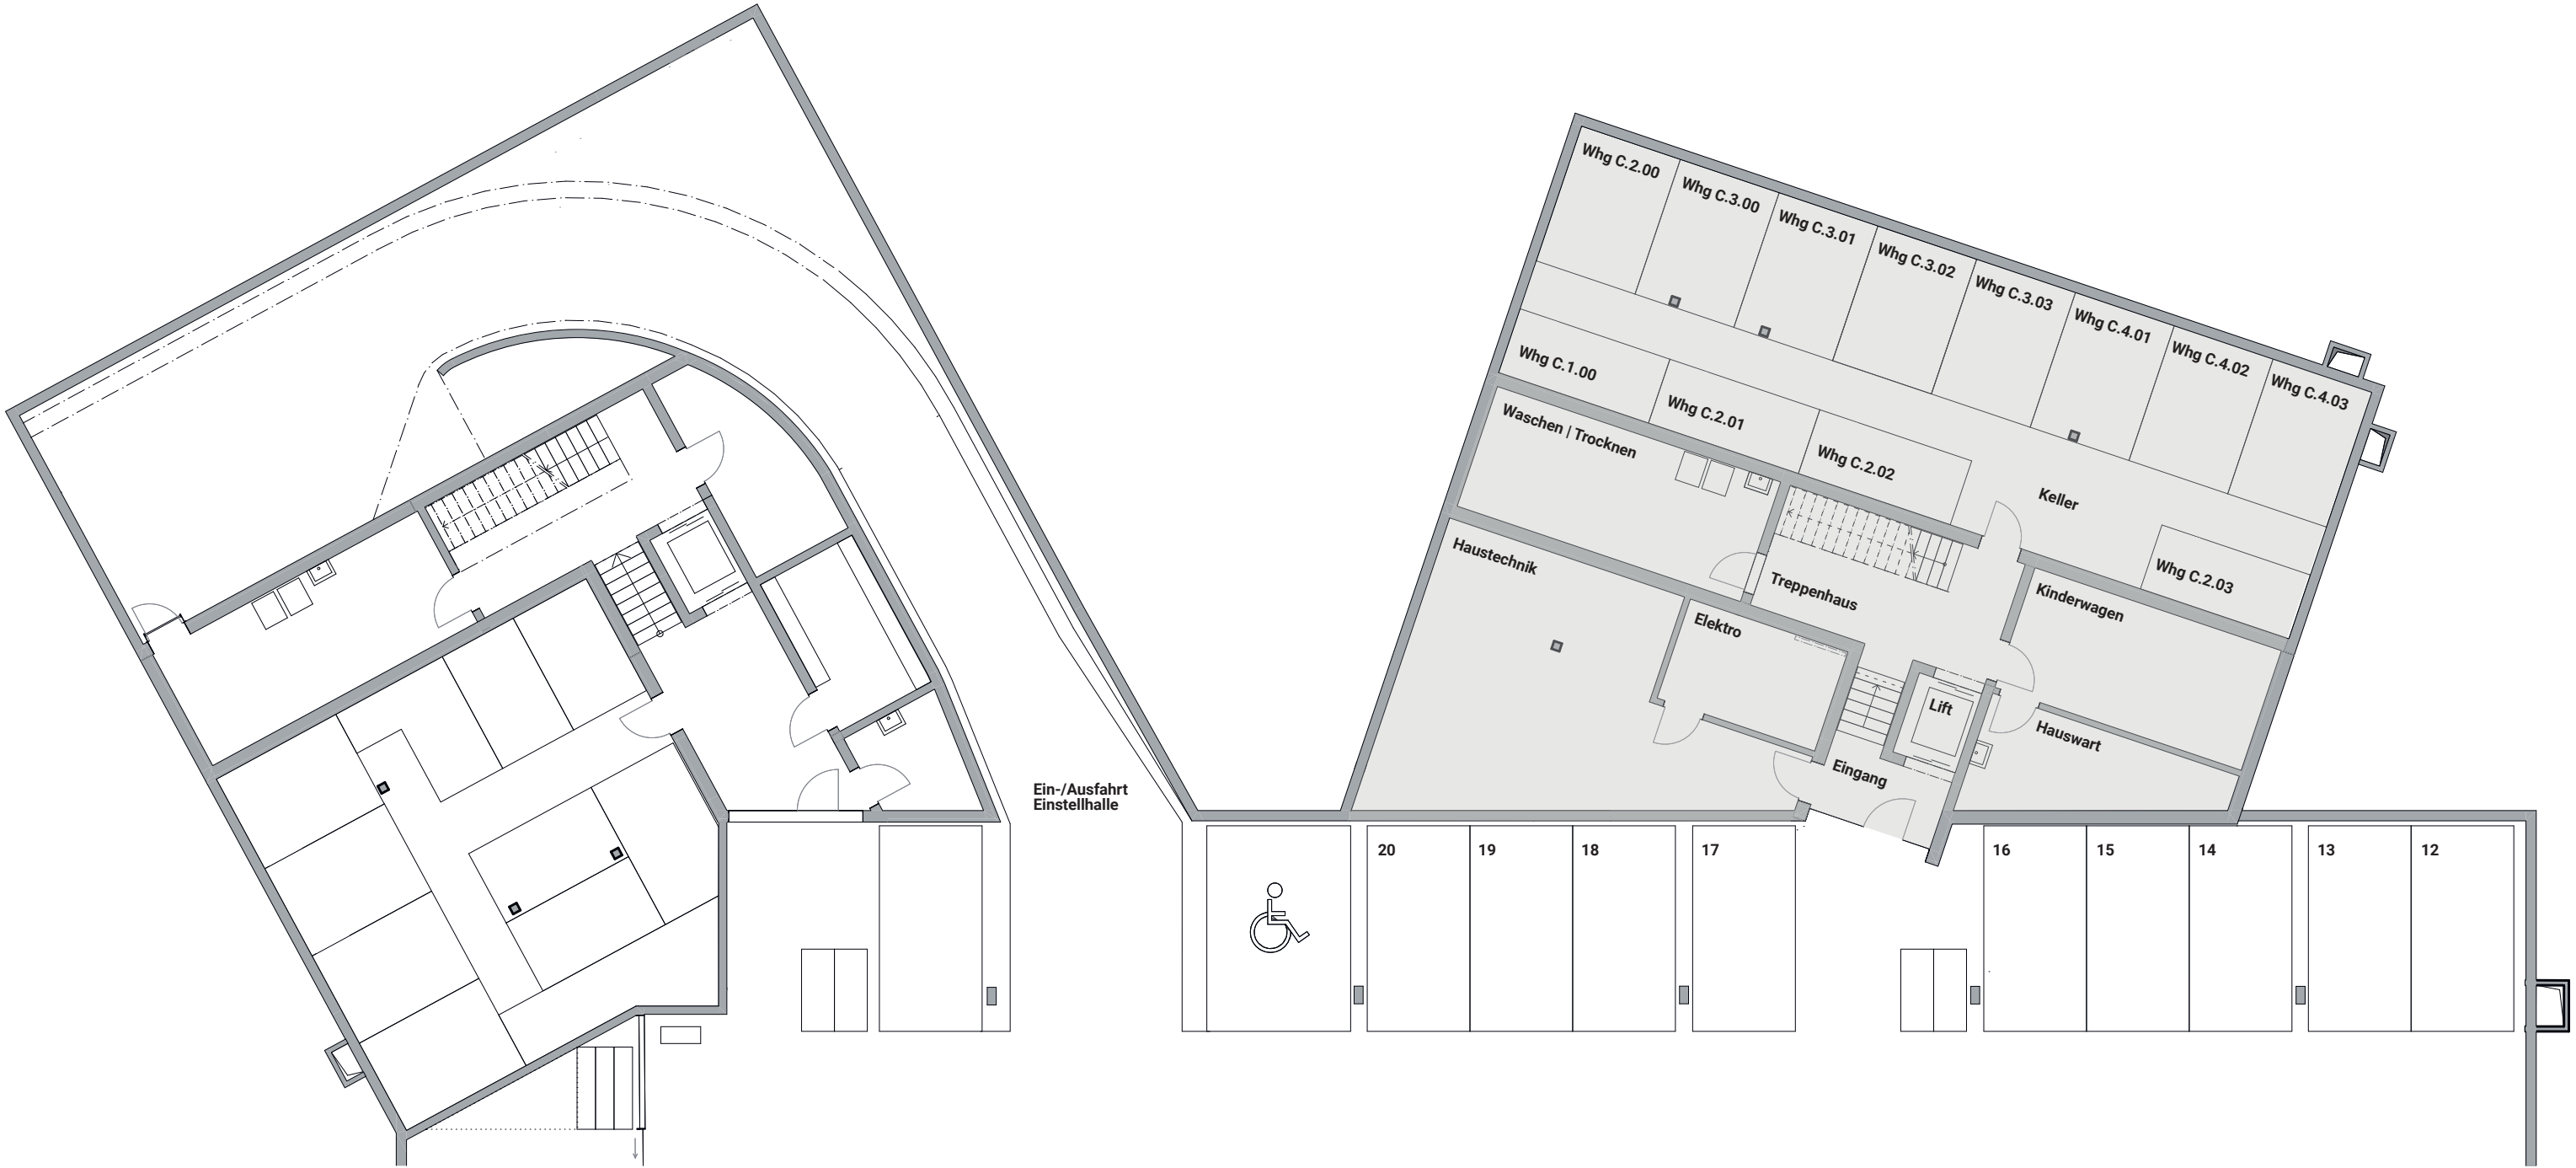 Whg C.2.00
Whg C.3.00
Whg C.3.01
Whg C.3.02
Whg C.3.03
Whg C.4.01
Whg C.4.02
Whg C.4.03
Whg C.1.00
Whg C.2.01
Whg C.2.02
Keller
Whg C.2.03
Waschen | Trocknen
Haustechnik
Treppenhaus
Kinderwagen
Elektro
Lift
Hauswart
Eingang
Ein-/Ausfahrt
Einstellhalle
20
19
18
17
16
15
14
13
12